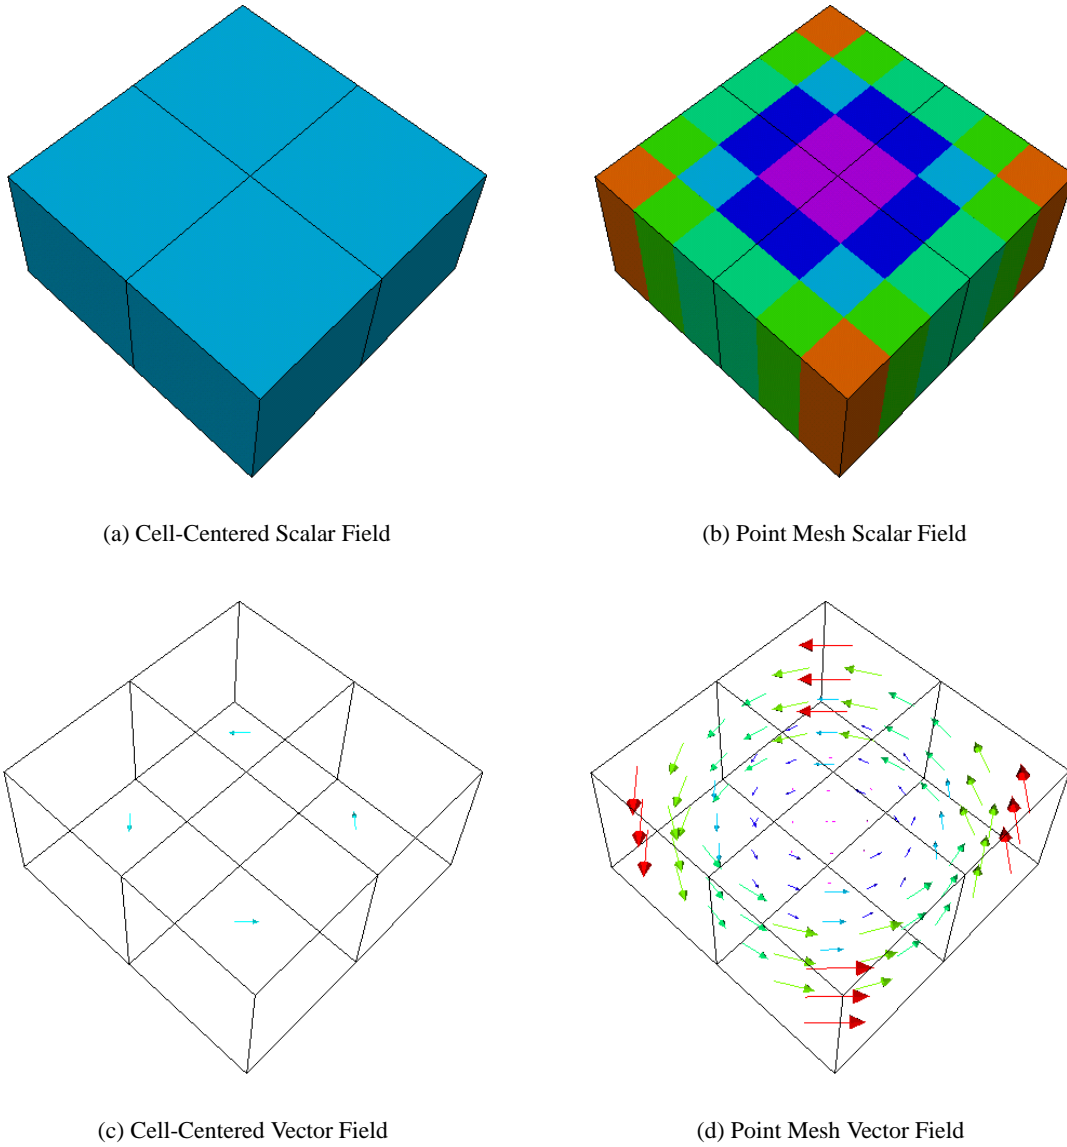 (a) Cell-Centered Scalar Field
(b) Point Mesh Scalar Field
(c) Cell-Centered Vector Field
(d) Point Mesh Vector Field